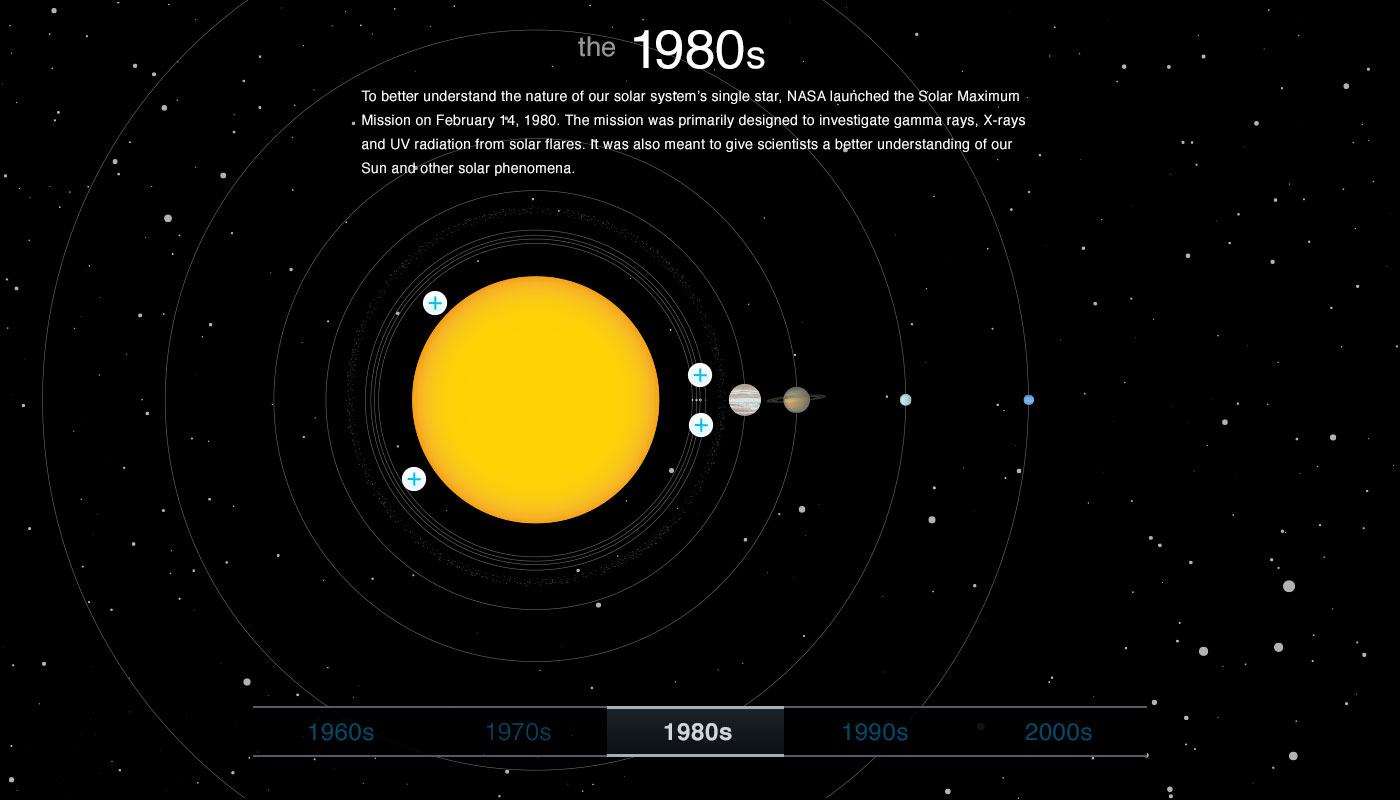 the 1980s
To better understand the nature of our solar system's single star, NASA launched the Solar Maximum
Mission on February 14, 1980. The mission was primarily designed to investigate gamma rays, X-rays
and UV radiation from solar flares. It was also meant to give scientists a better understanding of our
Sun and other solar phenomena.
1960s 1970s 1980s 1990s 2000s